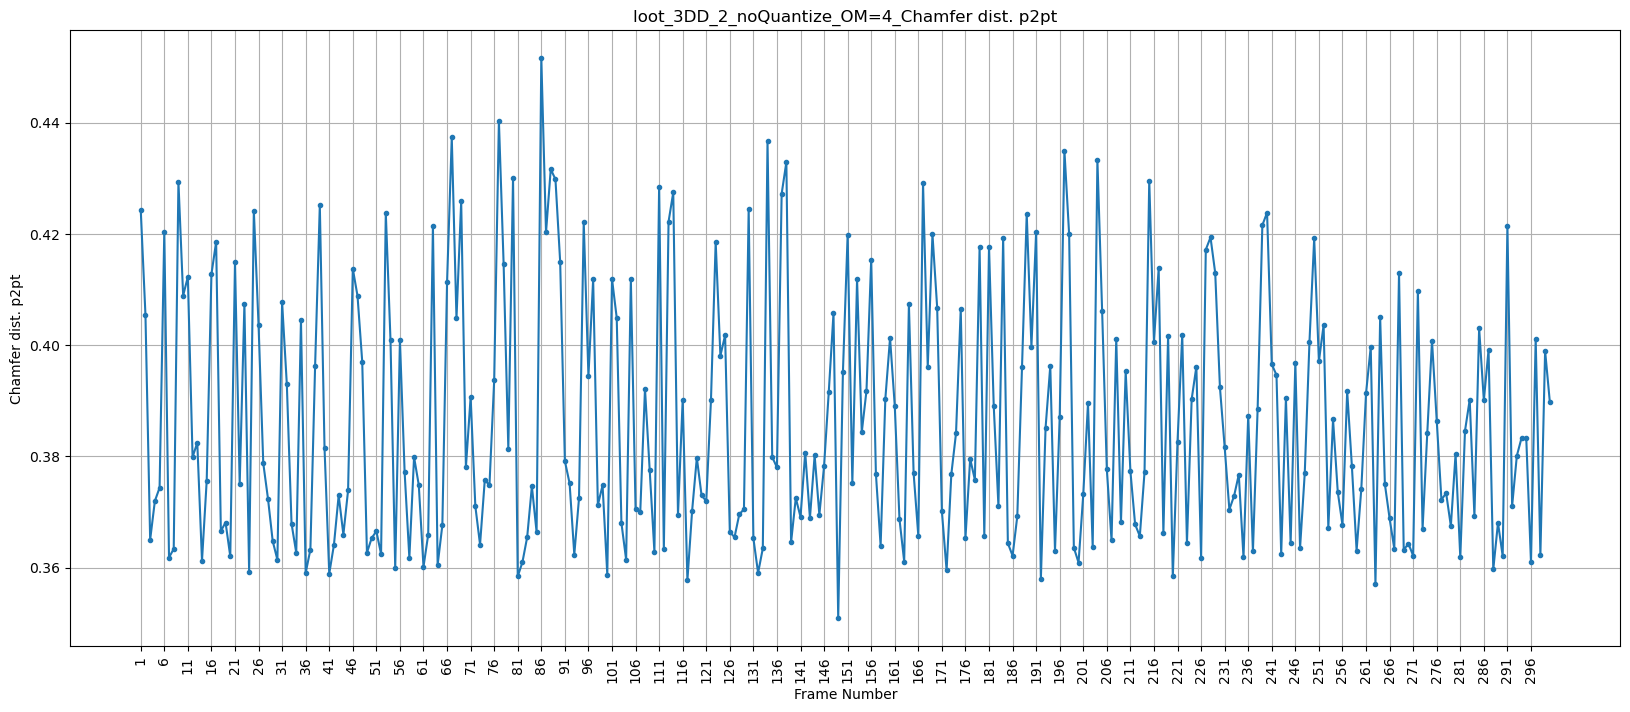 loot_3DD_2_noQuantize_OM=4_Chamfer dist. p2pt
Chamfer dist. p2pt
0.44
0.42
0.40
0.38
0.36
1 6 11 16 21 26 31 36 41 46 51 56 61 66 71 76 81 86 91 96 101 106 111 116 121 126 131 136 141 146 151 156 161 166 171 176 181 186 191 196 201 206 211 216 221 226 231 236 241 246 251 256 261 266 271 276 281 286 291 296
Frame Number